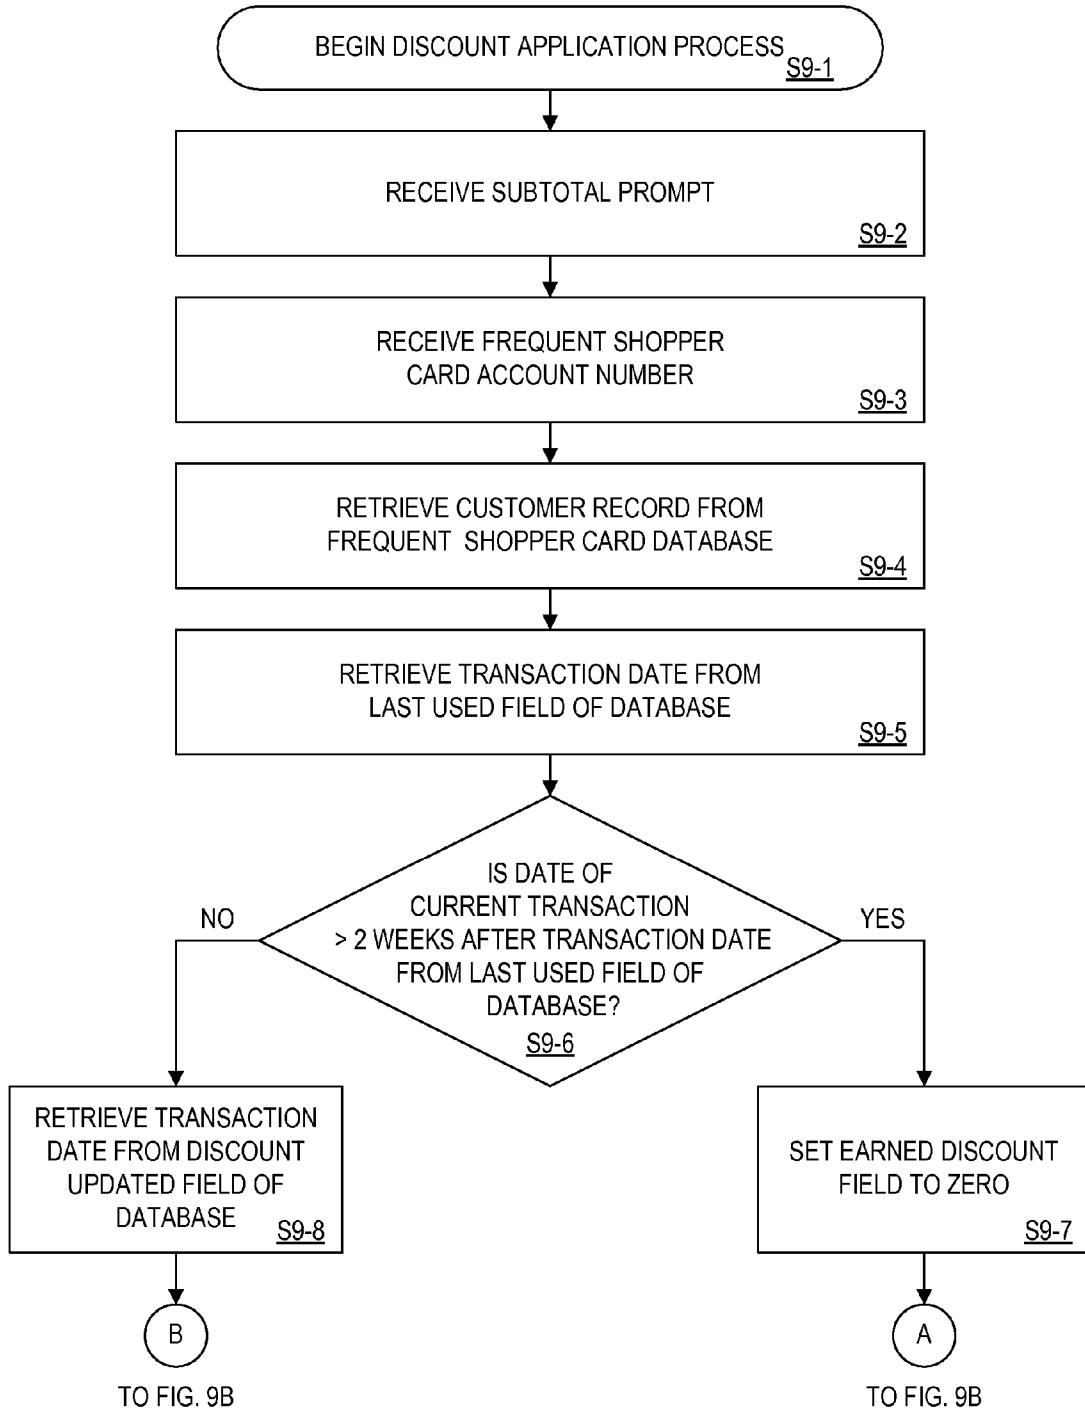 BEGIN DISCOUNT APPLICATION PROCESS
S9-1
RECEIVE SUBTOTAL PROMPT
S9-2
RECEIVE FREQUENT SHOPPER
CARD ACCOUNT NUMBER
S9-3
RETRIEVE CUSTOMER RECORD FROM
FREQUENT SHOPPER CARD DATABASE
S9-4
RETRIEVE TRANSACTION DATE FROM
LAST USED FIELD OF DATABASE
S9-5
IS DATE OF
CURRENT TRANSACTION
> 2 WEEKS AFTER TRANSACTION DATE
FROM LAST USED FIELD OF
DATABASE?
S9-6
NO
YES
RETRIEVE TRANSACTION
DATE FROM DISCOUNT
UPDATED FIELD OF
DATABASE
S9-8
SET EARNED DISCOUNT
FIELD TO ZERO
S9-7
B
TO FIG. 9B
A
TO FIG. 9B